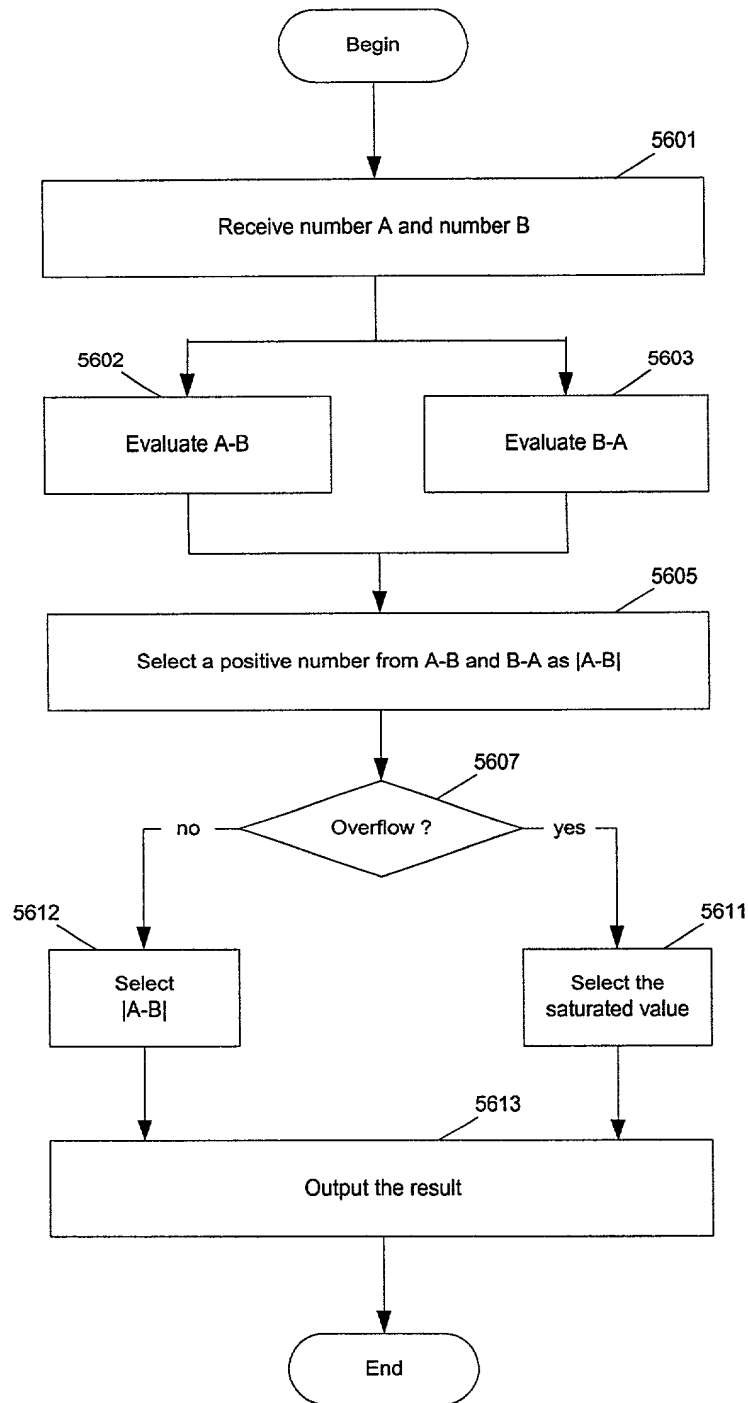 Begin
5601
Receive number A and number B
5602
5603
Evaluate A-B
Evaluate B-A
5605
Select a positive number from A-B and B-A as |A-B|
5607
no
Overflow ?
yes
5612
5611
Select
|A-B|
Select the
saturated value
5613
Output the result
End